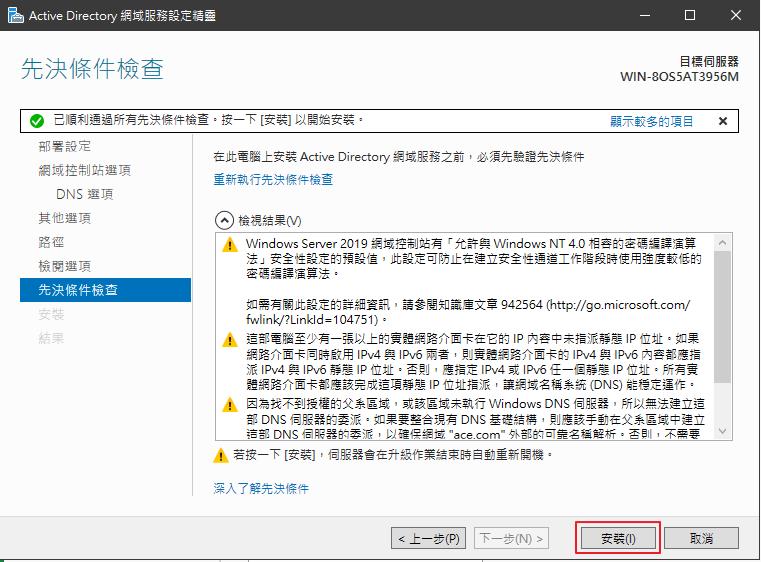 Active Directory 網域服務設定精靈
先決條件檢查
目標伺服器
WIN-8OS5AT3956M
已順利通過所有先決條件檢查。按一下 [安裝] 以開始安裝。
顯示較多的項目
部署設定
網域控制站選項
DNS 選項
其他選項
路徑
檢閱選項
先決條件檢查
安裝
結果
在此電腦上安裝 Active Directory 網域服務之前，必須先驗證先決條件
重新執行先決條件檢查
檢視結果(V)
Windows Server 2019 網域控制站有「允許與 Windows NT 4.0 相容的密碼編譯演算
法」安全性設定的預設值，此設定可防止在建立安全性通道工作階段時使用強度較低的
密碼編譯演算法。
如需有關此設定的詳細資訊，請參閱知識庫文章 942564 (http://go.microsoft.com/
fwlink/?LinkId=104751)。
這部電腦至少有一張以上的實體網路介面卡在它的 IP 內容中未指派靜態 IP 位址。如果
網路介面卡同時啟用 IPv4 與 IPv6 兩者，則實體網路介面卡的 IPv4 與 IPv6 內容都應指
派 IPv4 與 IPv6 靜態 IP 位址。否則，應指定 IPv4 或 IPv6 任一個靜態 IP 位址。所有實
體網路介面卡都應該完成這項靜態 IP 位址指派，讓網域名稱系統 (DNS) 能穩定運作。
因為找不到授權的父系區域，或該區域未執行 Windows DNS 伺服器，所以無法建立這
部 DNS 伺服器的委派。如果要整合現有 DNS 基礎結構，則應該手動在父系區域中建立
這部 DNS 伺服器的委派，以確保網域 "ace.com" 外部的可靠名稱解析。否則，不需要
若按一下 [安裝]，伺服器會在升級作業結束時自動重新開機。
深入了解先決條件
< 上一步(P)
下一步(N) >
安裝(I)
取消